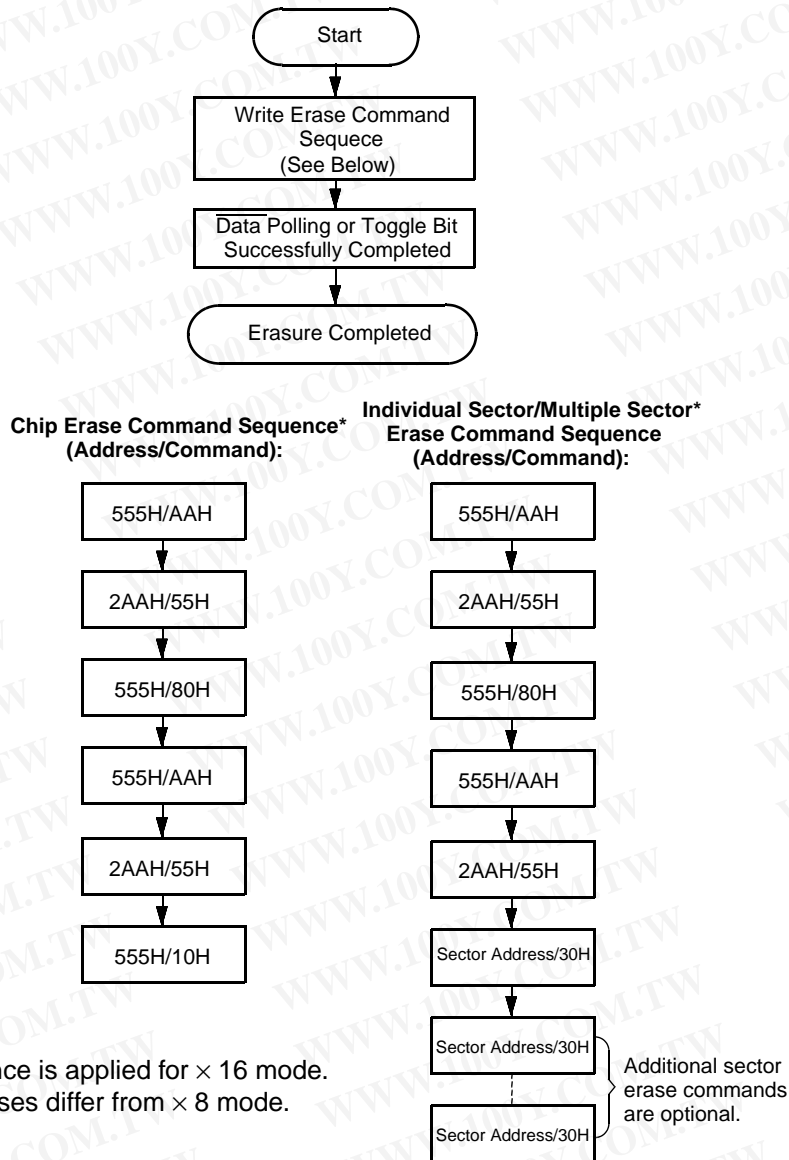 Start
Write Erase Command
Sequece
(See Below)
Data Polling or Toggle Bit
Successfully Completed
Erasure Completed
Chip Erase Command Sequence*
(Address/Command):
555H/AAH
2AAH/55H
555H/80H
555H/AAH
2AAH/55H
555H/10H
Individual Sector/Multiple Sector*
Erase Command Sequence
(Address/Command):
555H/AAH
2AAH/55H
555H/80H
555H/AAH
2AAH/55H
Sector Address/30H
Sector Address/30H
Sector Address/30H
Additional sector
erase commands
are optional.
is applied for × 16 mode.
differ from × 8 mode.
WWW.100Y.COM.TW